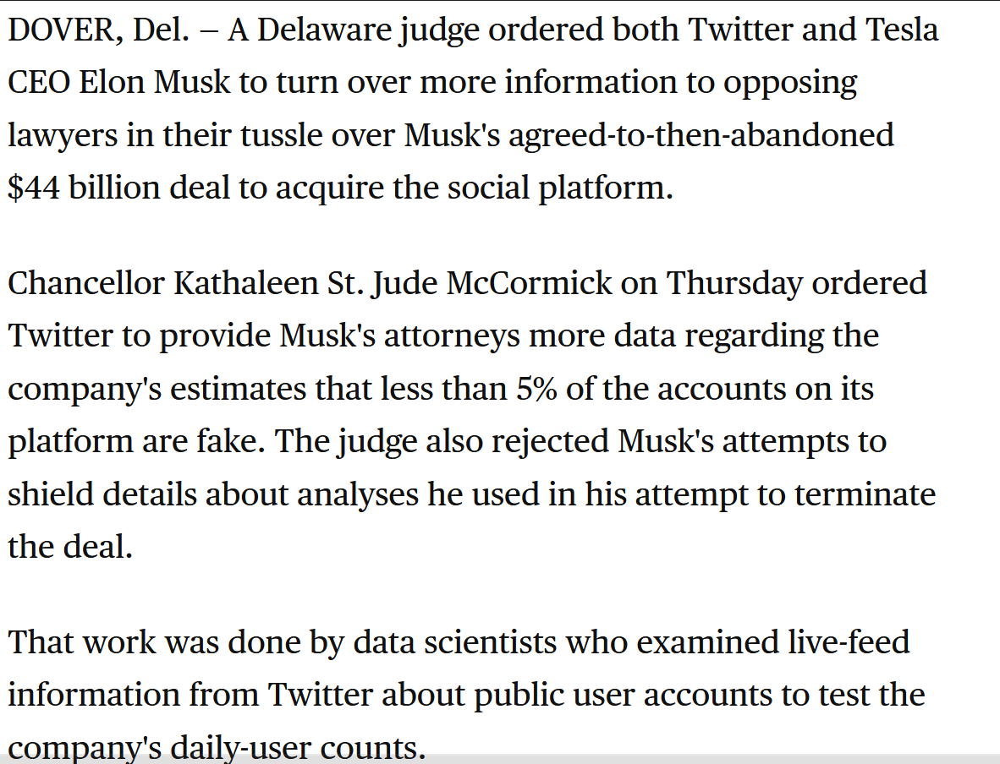 DOVER, Del. — A Delaware judge ordered both Twitter and Tesla
CEO Elon Musk to turn over more information to opposing
lawyers in their tussle over Musk's agreed-to-then-abandoned
$44 billion deal to acquire the social platform.
Chancellor Kathaleen St. Jude McCormick on Thursday ordered
Twitter to provide Musk's attorneys more data regarding the
company's estimates that less than 5% of the accounts on its
platform are fake. The judge also rejected Musk's attempts to
shield details about analyses he used in his attempt to terminate
the deal.
That work was done by data scientists who examined live-feed
information from Twitter about public user accounts to test the
company's daily-user counts.